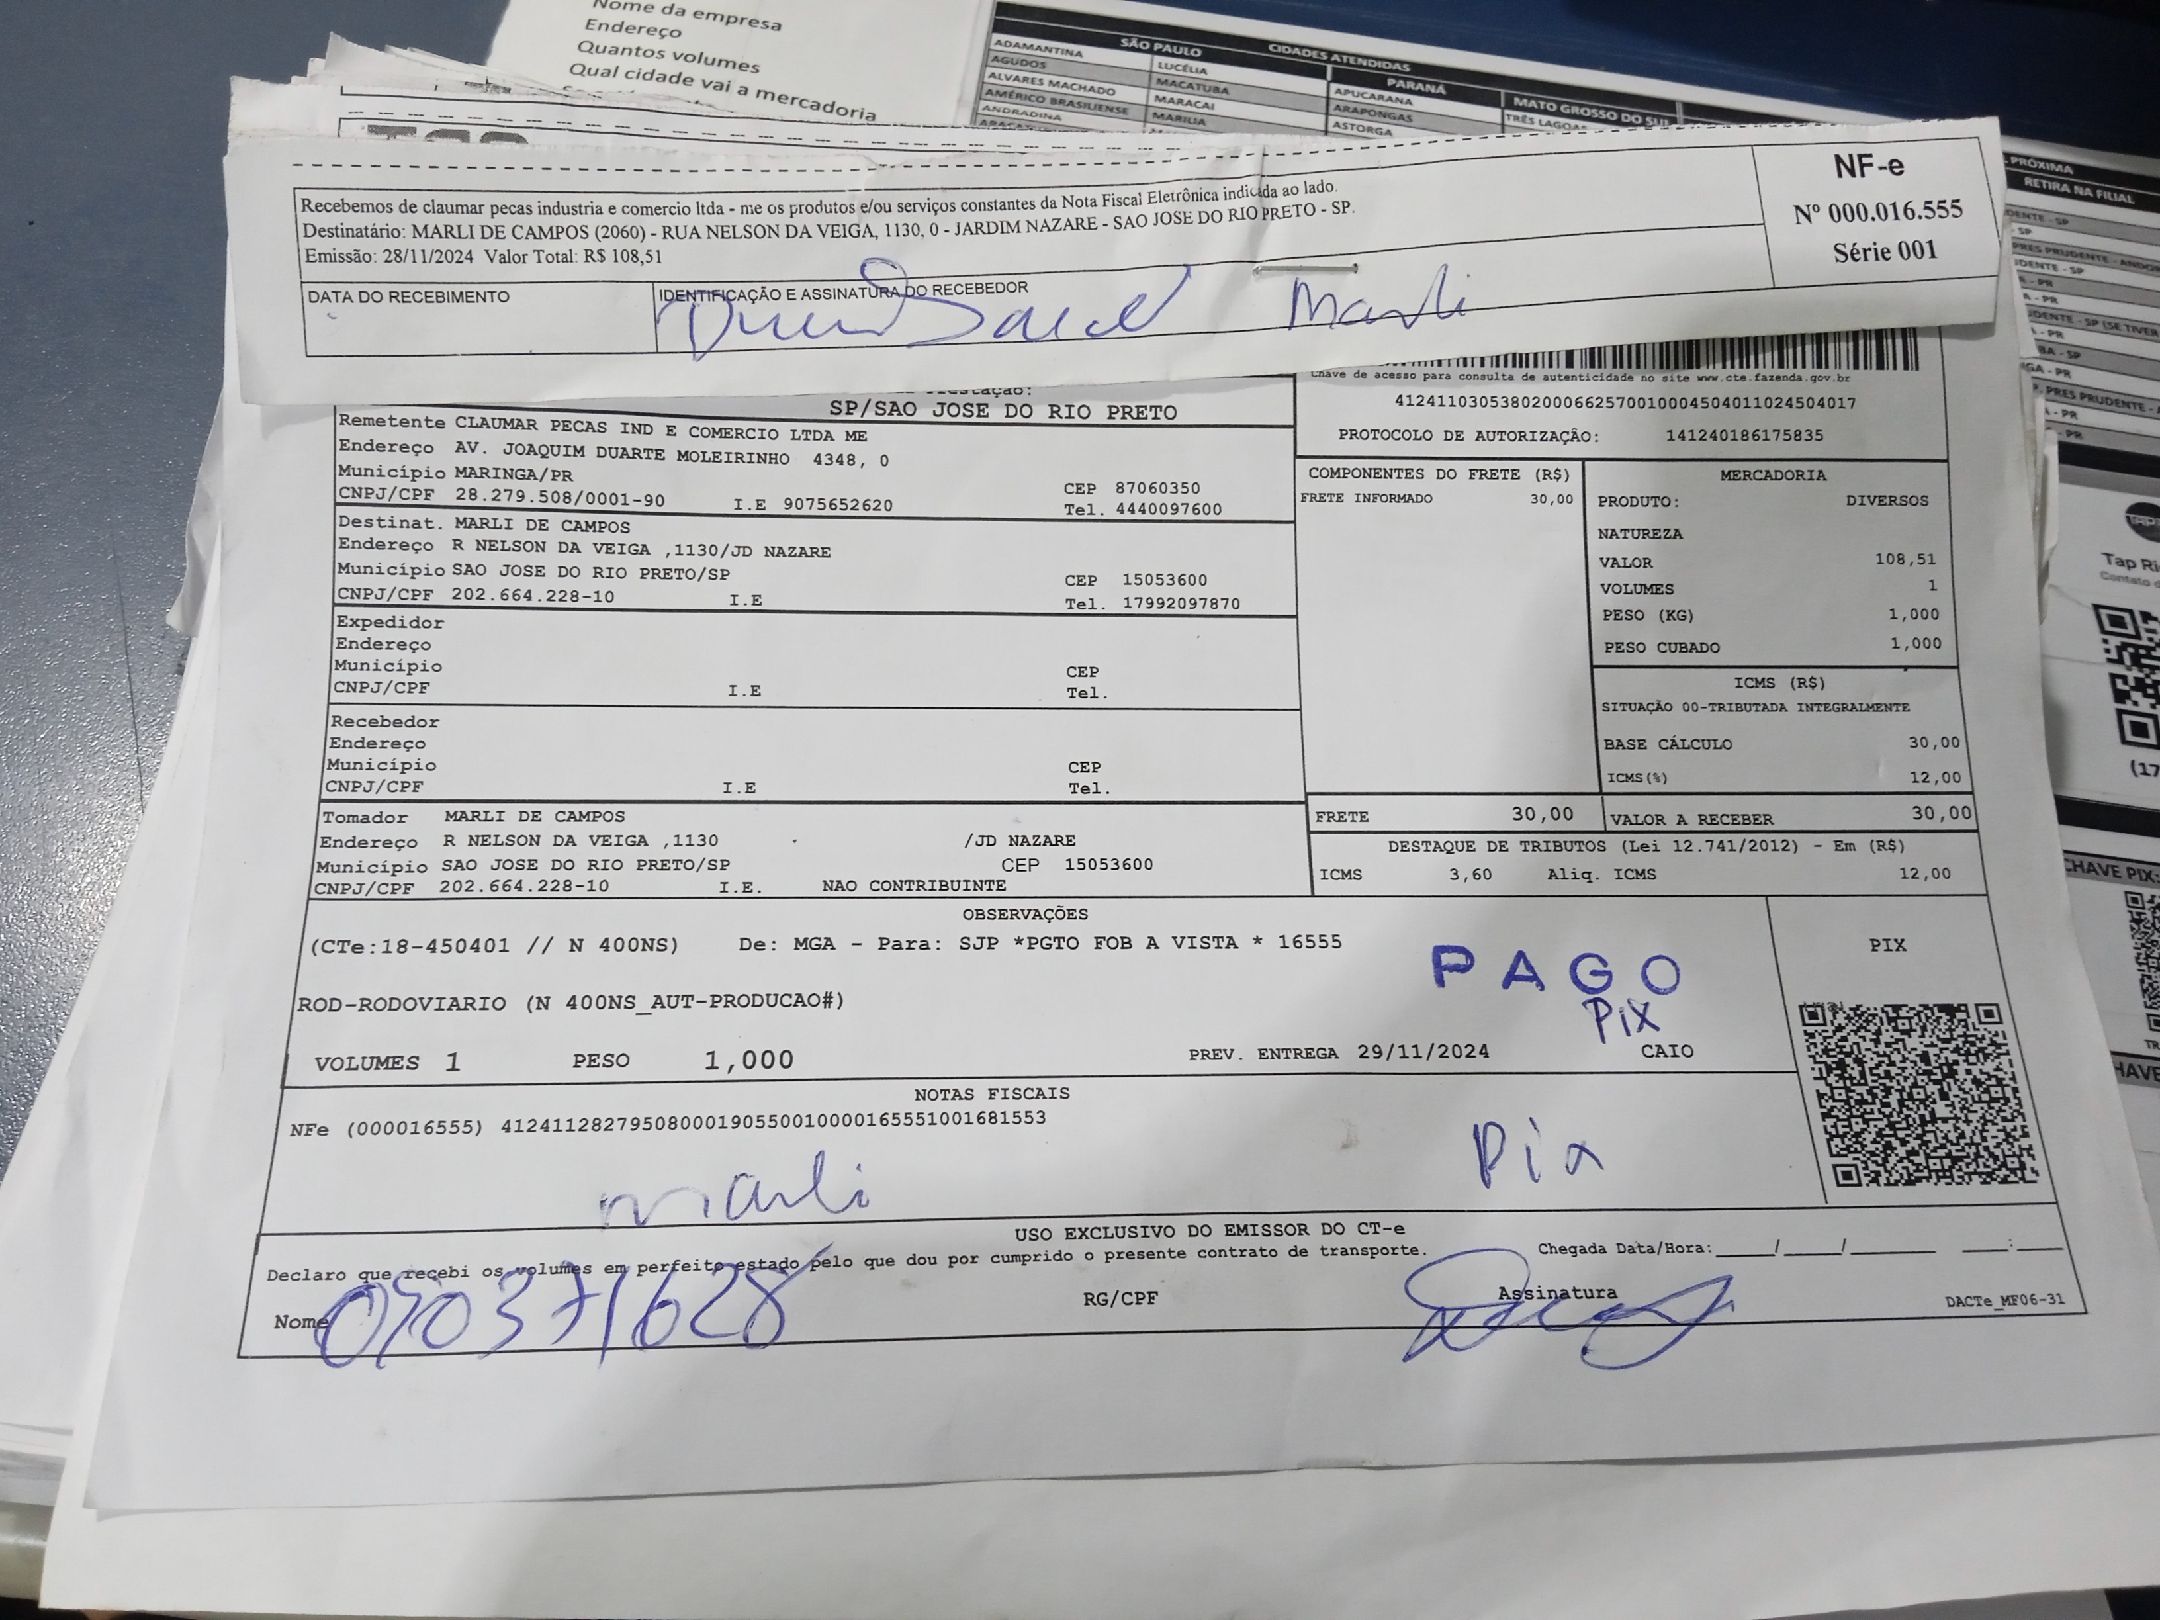 Nome da empresa
Endereço
Quantos volumes
Qual cidade vai a mercadoria
CIDADES ATENDIDAS
SÃO PAULO
PARANÁ
MATO GROSSO DO SUL
ADAMANTINA LUCÉLIA APUCARANA TRÊS LAGOAS
AGUDOS MACATUBA ARAPONGAS
ALVARES MACHADO MARACAI ASTORGA
AMÉRICO BRASILIENSE MARILIA
ANDRADINA
PRÓXIMA
RETIRA NA FILIAL
Recebemos de claumar pecas industria e comercio ltda - me os produtos e/ou serviços constantes da Nota Fiscal Eletrônica indicada ao lado.
Destinatário: MARLI DE CAMPOS (2060) - RUA NELSON DA VEIGA, 1130, 0 - JARDIM NAZARE - SAO JOSE DO RIO PRETO - SP.
Emissão: 28/11/2024 Valor Total: R$ 108,51
NF-e
Nº 000.016.555
Série 001
DATA DO RECEBIMENTO
IDENTIFICAÇÃO E ASSINATURA DO RECEBEDOR
Marli
SP/SAO JOSE DO RIO PRETO
Chave de acesso para consulta de autenticidade no site www.cte.fazenda.gov.br
41241103053802000662570010004504011024504017
PROTOCOLO DE AUTORIZAÇÃO: 141240186175835
Remetente CLAUMAR PECAS IND E COMERCIO LTDA ME
Endereço AV. JOAQUIM DUARTE MOLEIRINHO 4348, 0
Município MARINGA/PR CEP 87060350
CNPJ/CPF 28.279.508/0001-90 I.E 9075652620 Tel. 4440097600
Destinat. MARLI DE CAMPOS
Endereço R NELSON DA VEIGA ,1130/JD NAZARE
Município SAO JOSE DO RIO PRETO/SP CEP 15053600
CNPJ/CPF 202.664.228-10 I.E Tel. 17992097870
Expedidor
Endereço
Município CEP
CNPJ/CPF I.E Tel.
Recebedor
Endereço
Município CEP
CNPJ/CPF I.E Tel.
Tomador MARLI DE CAMPOS
Endereço R NELSON DA VEIGA ,1130 /JD NAZARE
Município SAO JOSE DO RIO PRETO/SP CEP 15053600
CNPJ/CPF 202.664.228-10 I.E. NAO CONTRIBUINTE
COMPONENTES DO FRETE (R$)
FRETE INFORMADO 30,00
MERCADORIA
PRODUTO: DIVERSOS
NATUREZA
VALOR 108,51
VOLUMES 1
PESO (KG) 1,000
PESO CUBADO 1,000
ICMS (R$)
SITUAÇÃO 00-TRIBUTADA INTEGRALMENTE
BASE CÁLCULO 30,00
ICMS(%) 12,00
FRETE 30,00 VALOR A RECEBER 30,00
DESTAQUE DE TRIBUTOS (Lei 12.741/2012) - Em (R$)
ICMS 3,60 Aliq. ICMS 12,00
OBSERVAÇÕES
(CTe:18-450401 // N 400NS) De: MGA - Para: SJP *PGTO FOB A VISTA * 16555
PAGO
PiX
ROD-RODOVIARIO (N 400NS_AUT-PRODUCAO#)
VOLUMES 1 PESO 1,000 PREV. ENTREGA 29/11/2024 CAIO
PIX
NOTAS FISCAIS
NFe (000016555) 41241128279508000190550010000165551001681553
marli
Pix
USO EXCLUSIVO DO EMISSOR DO CT-e
Declaro que recebi os volumes em perfeito estado pelo que dou por cumprido o presente contrato de transporte.
Chegada Data/Hora:____/____/______ ___:___
Nome
RG/CPF
Assinatura
DACTe_MF06-31
CHAVE PIX: